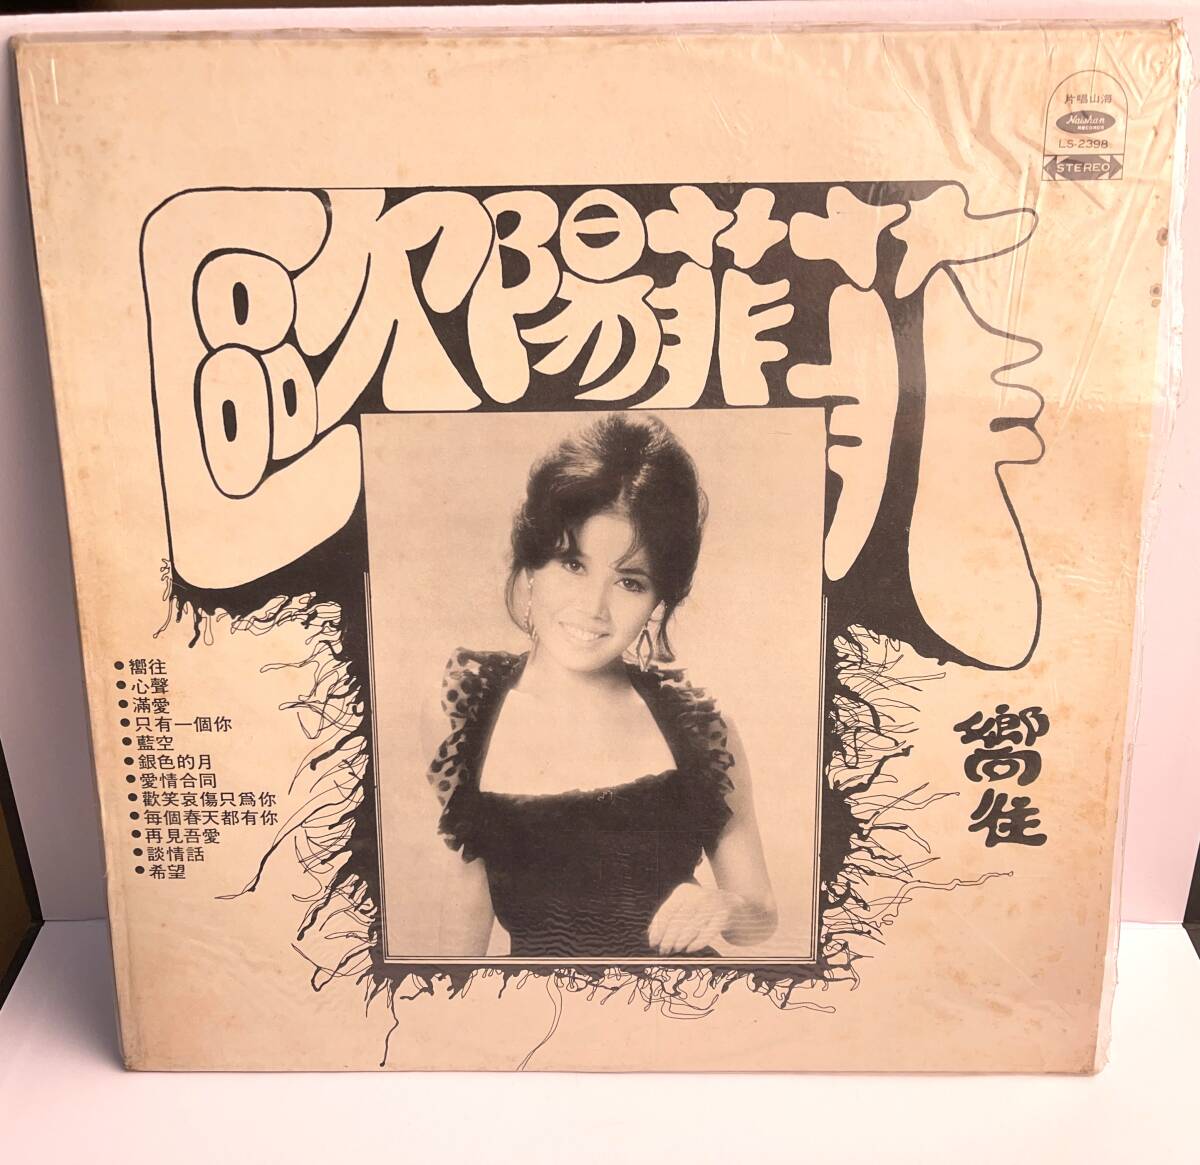 海山唱片
Haishan
RECORDS
LS-2398
STEREO
歐陽菲菲
嚮往
●嚮往
●心聲
●滿愛
●只有一個你
●藍空
●銀色的月
●愛情合同
●歡笑哀傷只為你
●每個春天都有你
●再見吾愛
●談情話
●希望